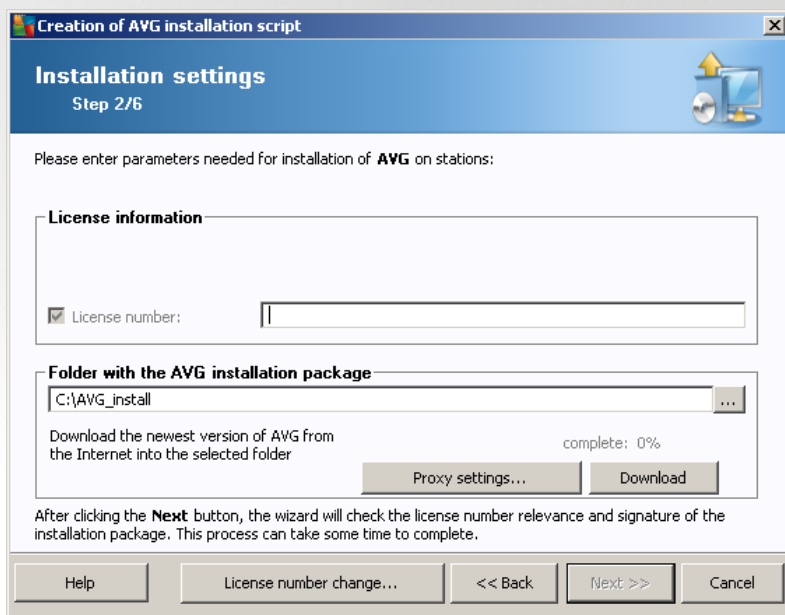 Creation of AVG installation script
Installation settings
Step 2/6
Please enter parameters needed for installation of AVG on stations:
License information
License number:
Folder with the AVG installation package
C:\AVG_install
...
Download the newest version of AVG from
the Internet into the selected folder
complete: 0%
Proxy settings...
Download
After clicking the Next button, the wizard will check the license number relevance and signature of the
installation package. This process can take some time to complete.
Help
License number change...
<< Back
Next >>
Cancel